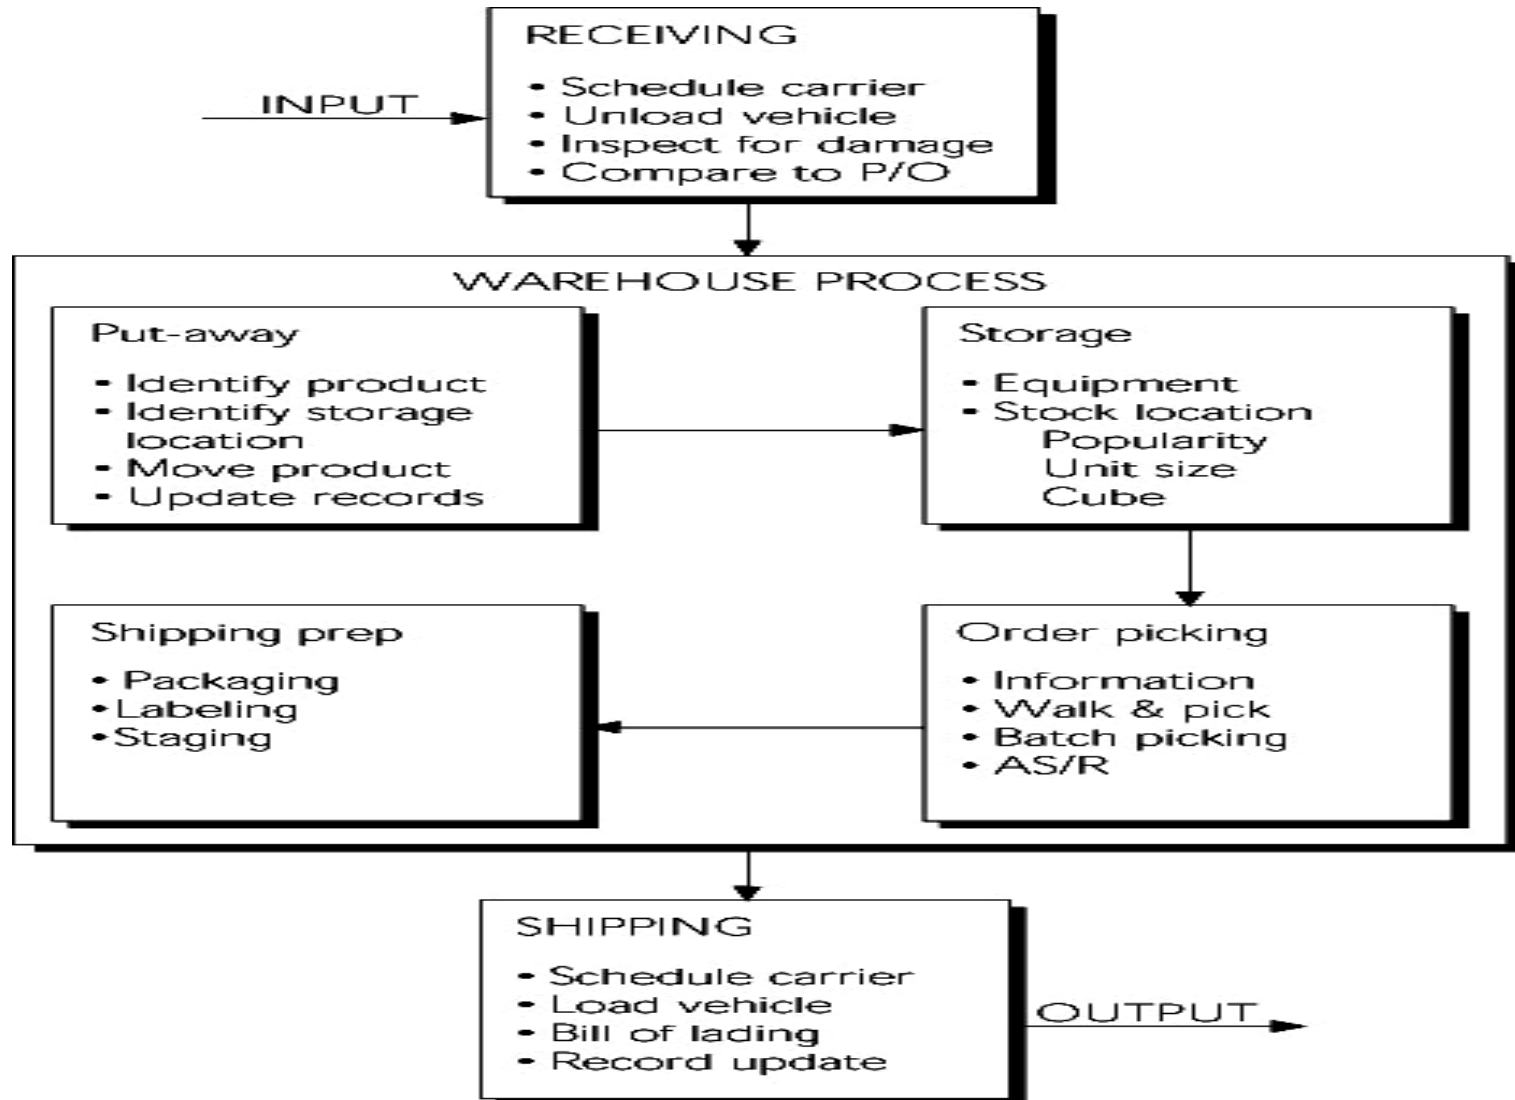 RECEIVING
• Schedule carrier
• Unload vehicle
• Inspect for damage
• Compare to P/O
INPUT
WAREHOUSE PROCESS
Put-away
• Identify product
• Identify storage
location
• Move product
• Update records
Storage
• Equipment
• Stock location
Popularity
Unit size
Cube
Order picking
• Information
• Walk & pick
• Batch picking
• AS/R
Shipping prep
• Packaging
• Labeling
• Staging
SHIPPING
• Schedule carrier
• Load vehicle
• Bill of lading
• Record update
OUTPUT